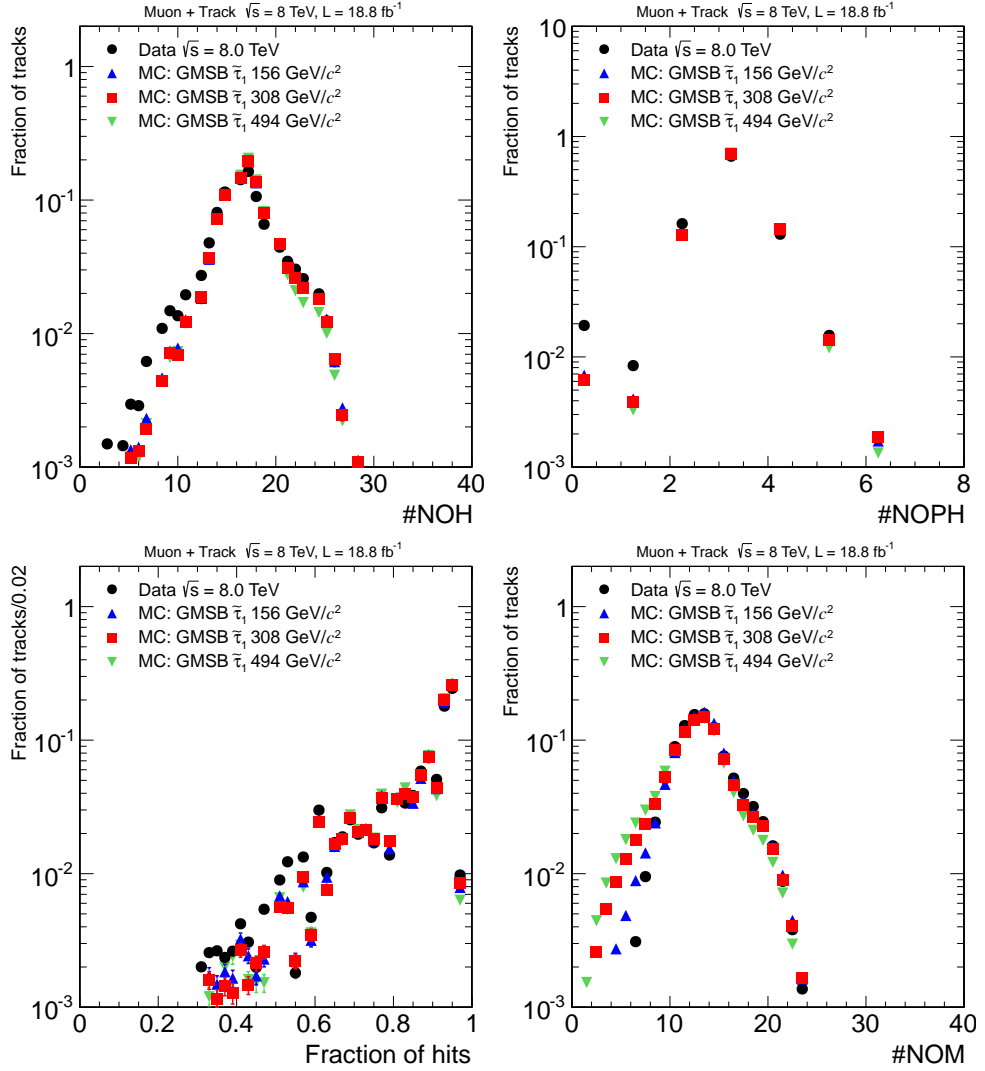 Muon + Track √s = 8 TeV, L = 18.8 fb⁻¹
Fraction of tracks
Data √s = 8.0 TeV
MC: GMSB τ̃₁ 156 GeV/c²
MC: GMSB τ̃₁ 308 GeV/c²
MC: GMSB τ̃₁ 494 GeV/c²
1
10⁻¹
10⁻²
10⁻³
0 10 20 30 40
#NOH
Muon + Track √s = 8 TeV, L = 18.8 fb⁻¹
Fraction of tracks
Data √s = 8.0 TeV
MC: GMSB τ̃₁ 156 GeV/c²
MC: GMSB τ̃₁ 308 GeV/c²
MC: GMSB τ̃₁ 494 GeV/c²
10
1
10⁻¹
10⁻²
10⁻³
0 2 4 6 8
#NOPH
Muon + Track √s = 8 TeV, L = 18.8 fb⁻¹
Fraction of tracks/0.02
Data √s = 8.0 TeV
MC: GMSB τ̃₁ 156 GeV/c²
MC: GMSB τ̃₁ 308 GeV/c²
MC: GMSB τ̃₁ 494 GeV/c²
1
10⁻¹
10⁻²
10⁻³
0 0.2 0.4 0.6 0.8 1
Fraction of hits
Muon + Track √s = 8 TeV, L = 18.8 fb⁻¹
Fraction of tracks
Data √s = 8.0 TeV
MC: GMSB τ̃₁ 156 GeV/c²
MC: GMSB τ̃₁ 308 GeV/c²
MC: GMSB τ̃₁ 494 GeV/c²
1
10⁻¹
10⁻²
10⁻³
0 10 20 30 40
#NOM